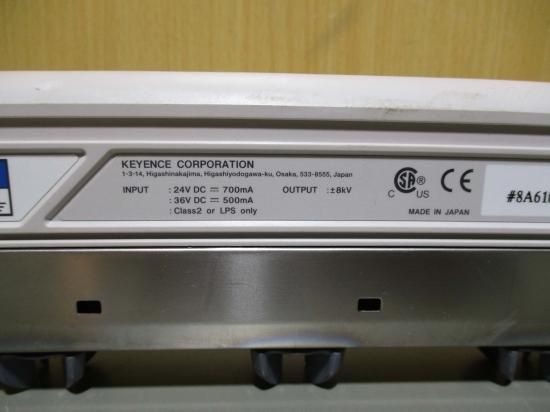 KEYENCE CORPORATION
1-3-14, Higashinakajima, Higashiyodogawa-ku, Osaka, 533-8555, Japan
INPUT : 24V DC ⎓ 700mA OUTPUT : ±8kV
: 36V DC ⎓ 500mA
: Class2 or LPS only
C SA ® C US CE
MADE IN JAPAN